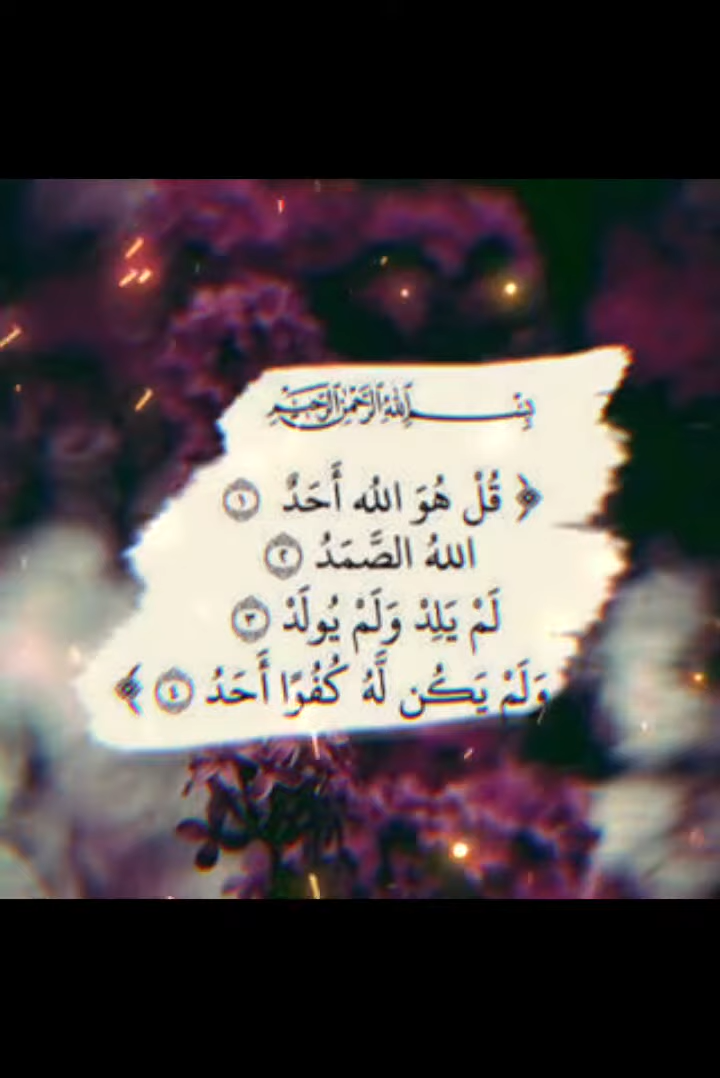 بِسْمِ اللَّهِ الرَّحْمَٰنِ الرَّحِيمِ
﴿ قُلْ هُوَ اللهُ أَحَدٌ ١
اللهُ الصَّمَدُ ٢
لَمْ يَلِدْ وَلَمْ يُولَدْ ٣
وَلَمْ يَكُن لَّهُ كُفُوًا أَحَدُ ٤ ﴾